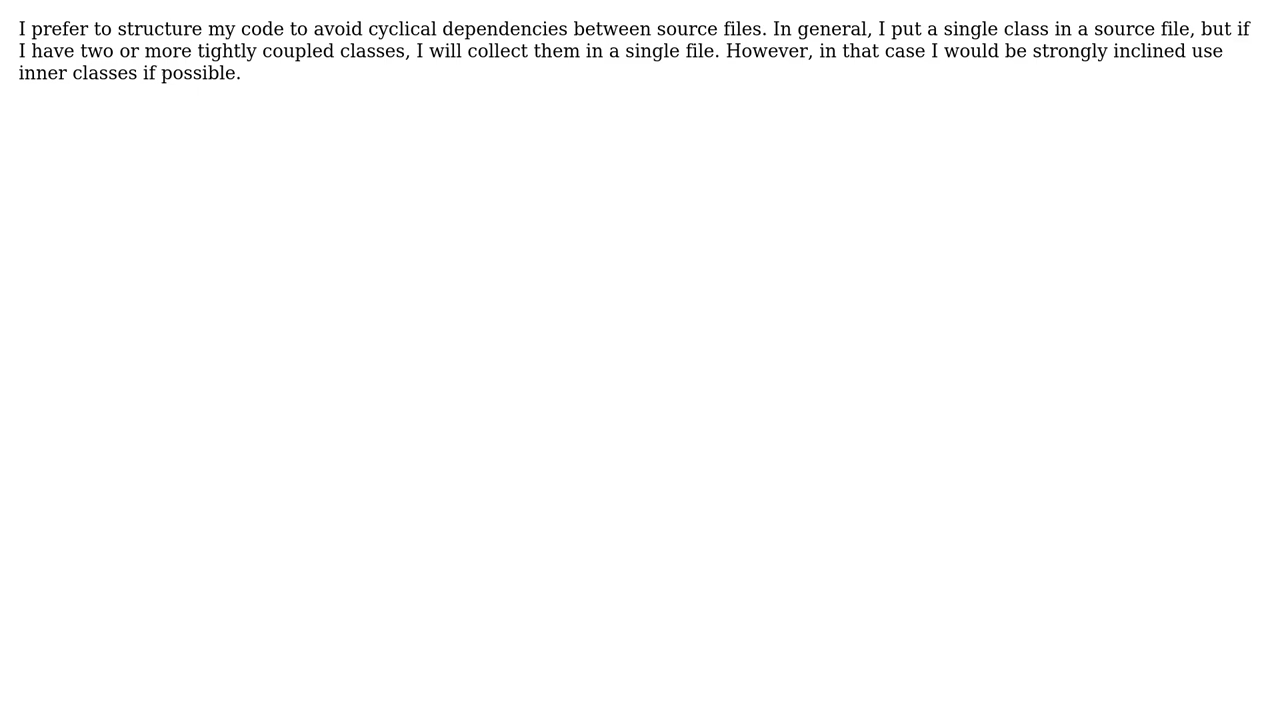 I prefer to structure my code to avoid cyclical dependencies between source files. In general, I put a single class in a source file, but if
I have two or more tightly coupled classes, I will collect them in a single file. However, in that case I would be strongly inclined use
inner classes if possible.